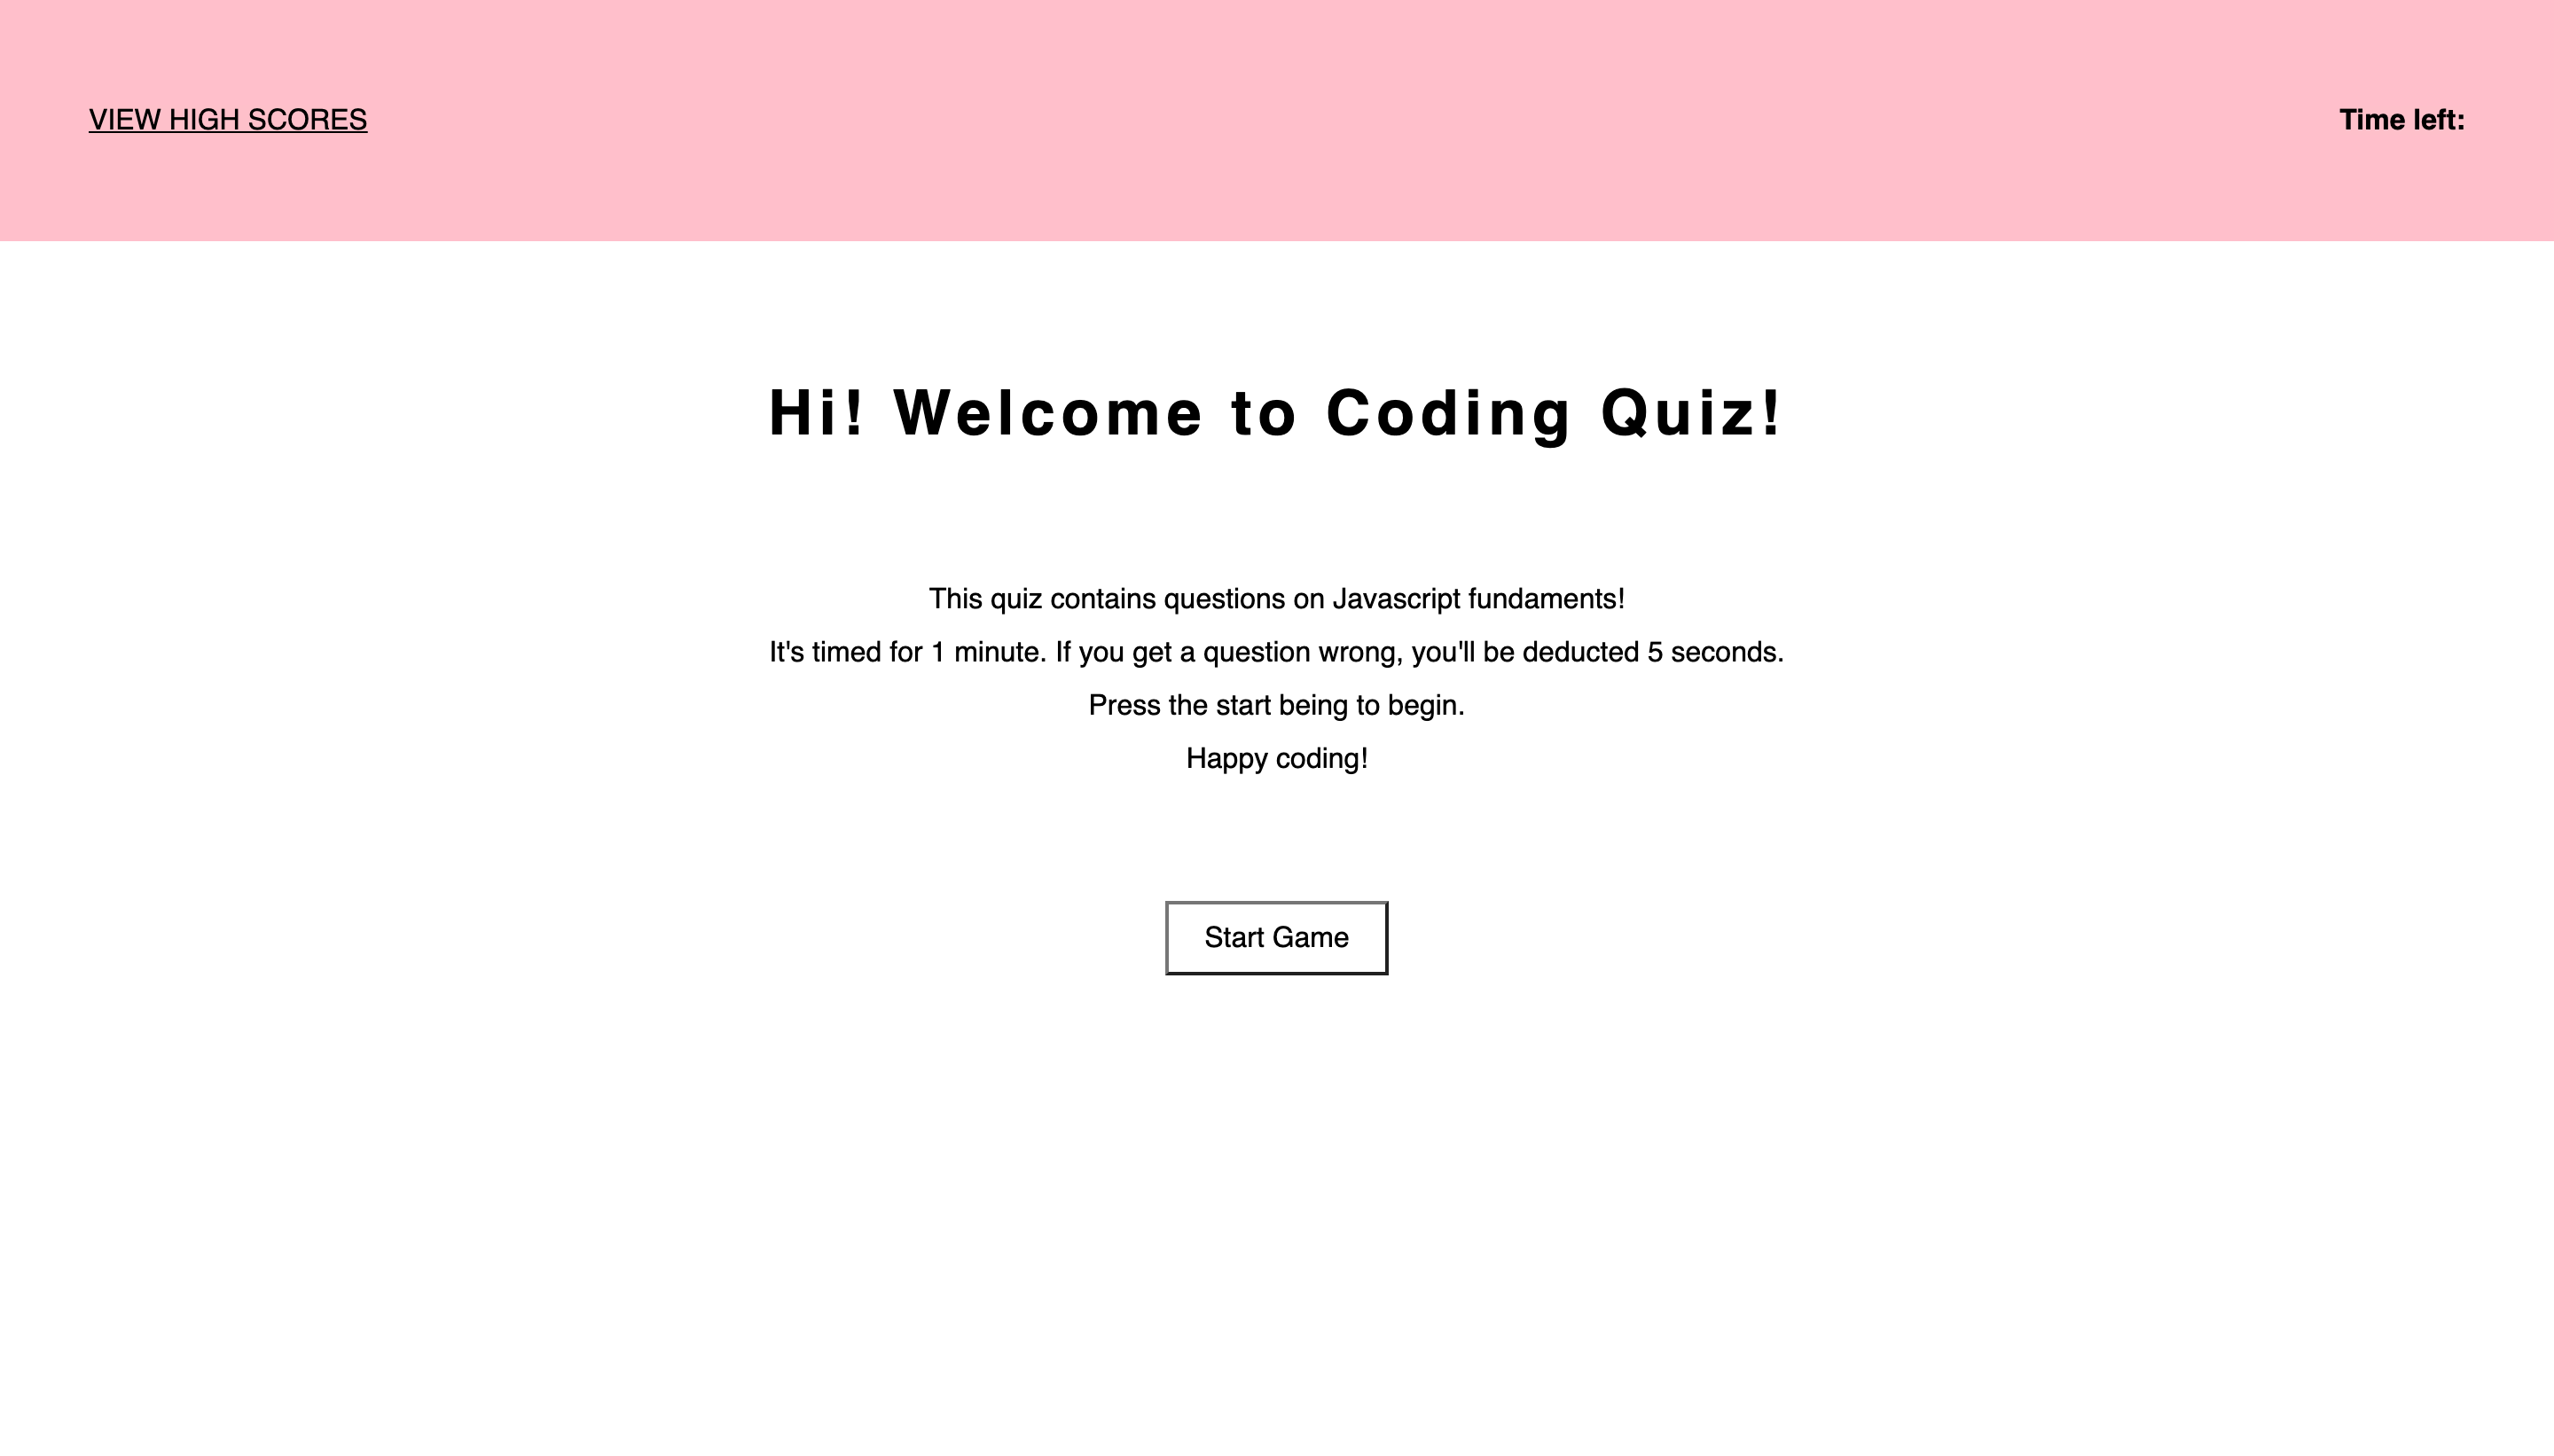 VIEW HIGH SCORES
Time left:
Hi! Welcome to Coding Quiz!
This quiz contains questions on Javascript fundaments!
It's timed for 1 minute. If you get a question wrong, you'll be deducted 5 seconds.
Press the start being to begin.
Happy coding!
Start Game